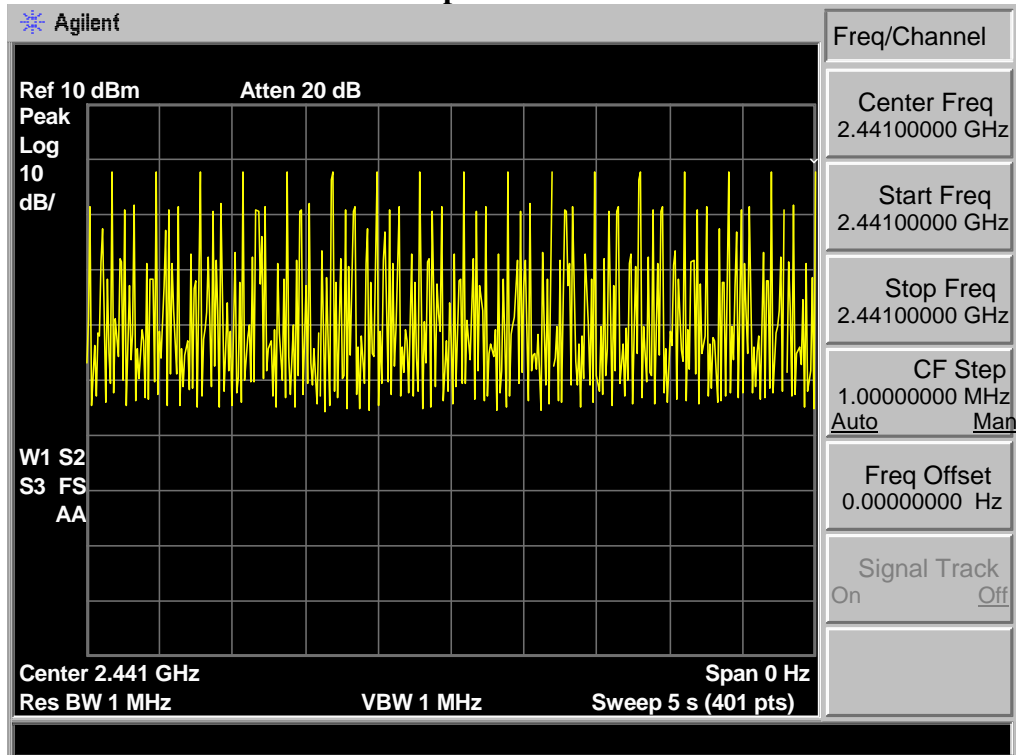 Agilent
Freq/Channel
Ref 10 dBm Atten 20 dB
Peak
Log
10
dB/
W1 S2
S3 FS
AA
Center 2.441 GHz Span 0 Hz
Res BW 1 MHz VBW 1 MHz Sweep 5 s (401 pts)
Center Freq
2.44100000 GHz
Start Freq
2.44100000 GHz
Stop Freq
2.44100000 GHz
CF Step
1.00000000 MHz
Auto Man
Freq Offset
0.00000000 Hz
Signal Track
On Off